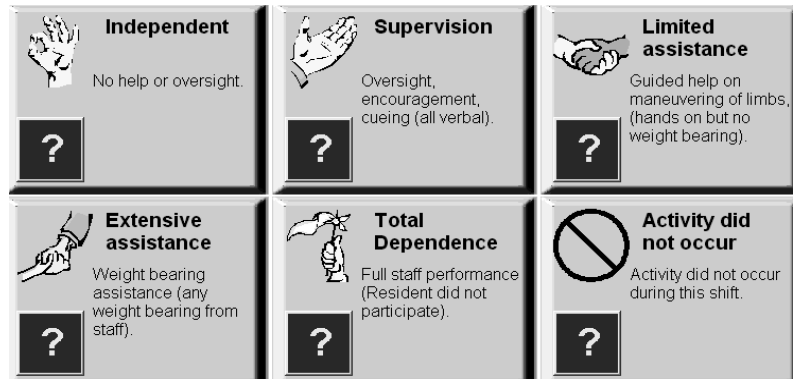 Independent
No help or oversight.
?
Supervision
Oversight,
encouragement,
cueing (all verbal).
?
Limited
assistance
Guided help on
maneuvering of limbs,
(hands on but no
weight bearing).
?
Extensive
assistance
Weight bearing
assistance (any
weight bearing from
staff).
?
Total
Dependence
Full staff performance
(Resident did not
participate).
?
Activity did
not occur
Activity did not occur
during this shift.
?